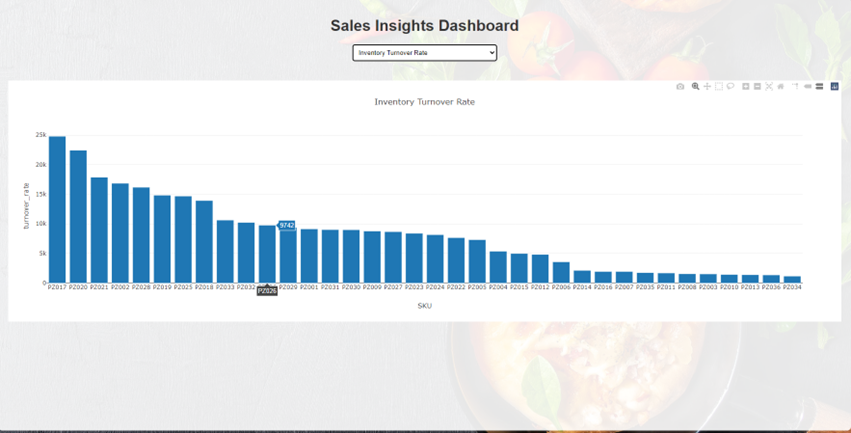 Sales Insights Dashboard
Inventory Turnover Rate
Inventory Turnover Rate
25k
20k
15k
10k
5k
0
turnover_rate
9742
PZ017 PZ020 PZ021 PZ002 PZ028 PZ019 PZ025 PZ018 PZ033 PZ032 PZ026 PZ029 PZ001 PZ031 PZ030 PZ009 PZ027 PZ023 PZ024 PZ022 PZ005 PZ004 PZ015 PZ012 PZ006 PZ014 PZ016 PZ007 PZ035 PZ011 PZ008 PZ003 PZ010 PZ013 PZ036 PZ034
SKU